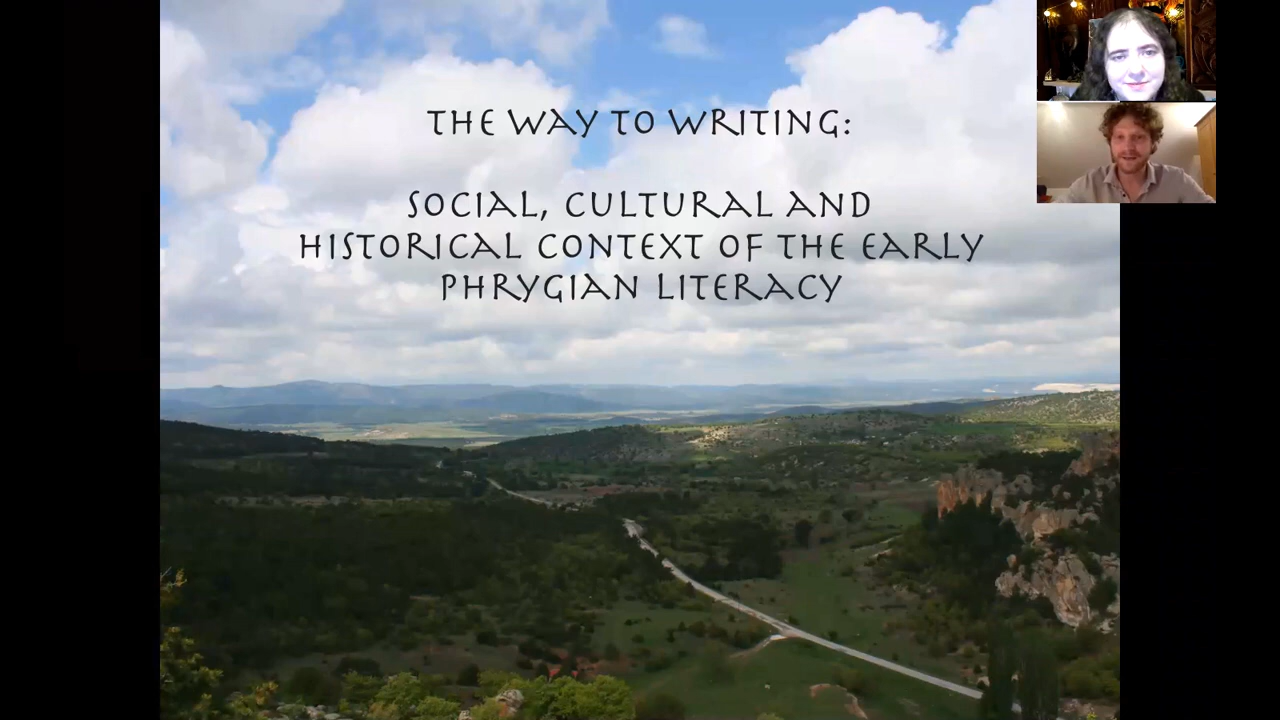 THE WAY TO WRITING:
SOCIAL, CULTURAL AND
HISTORICAL CONTEXT OF THE EARLY
PHRYGIAN LITERACY